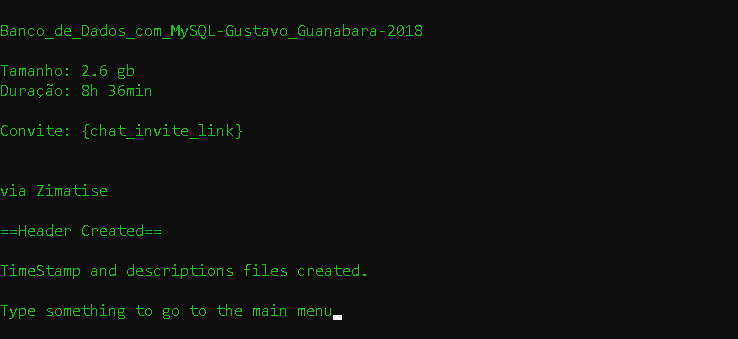 Banco_de_Dados_com_MySQL-Gustavo_Guanabara-2018
Tamanho: 2.6 gb
Duração: 8h 36min
Convite: {chat_invite_link}
via Zimatise
==Header Created==
TimeStamp and descriptions files created.
Type something to go to the main menu